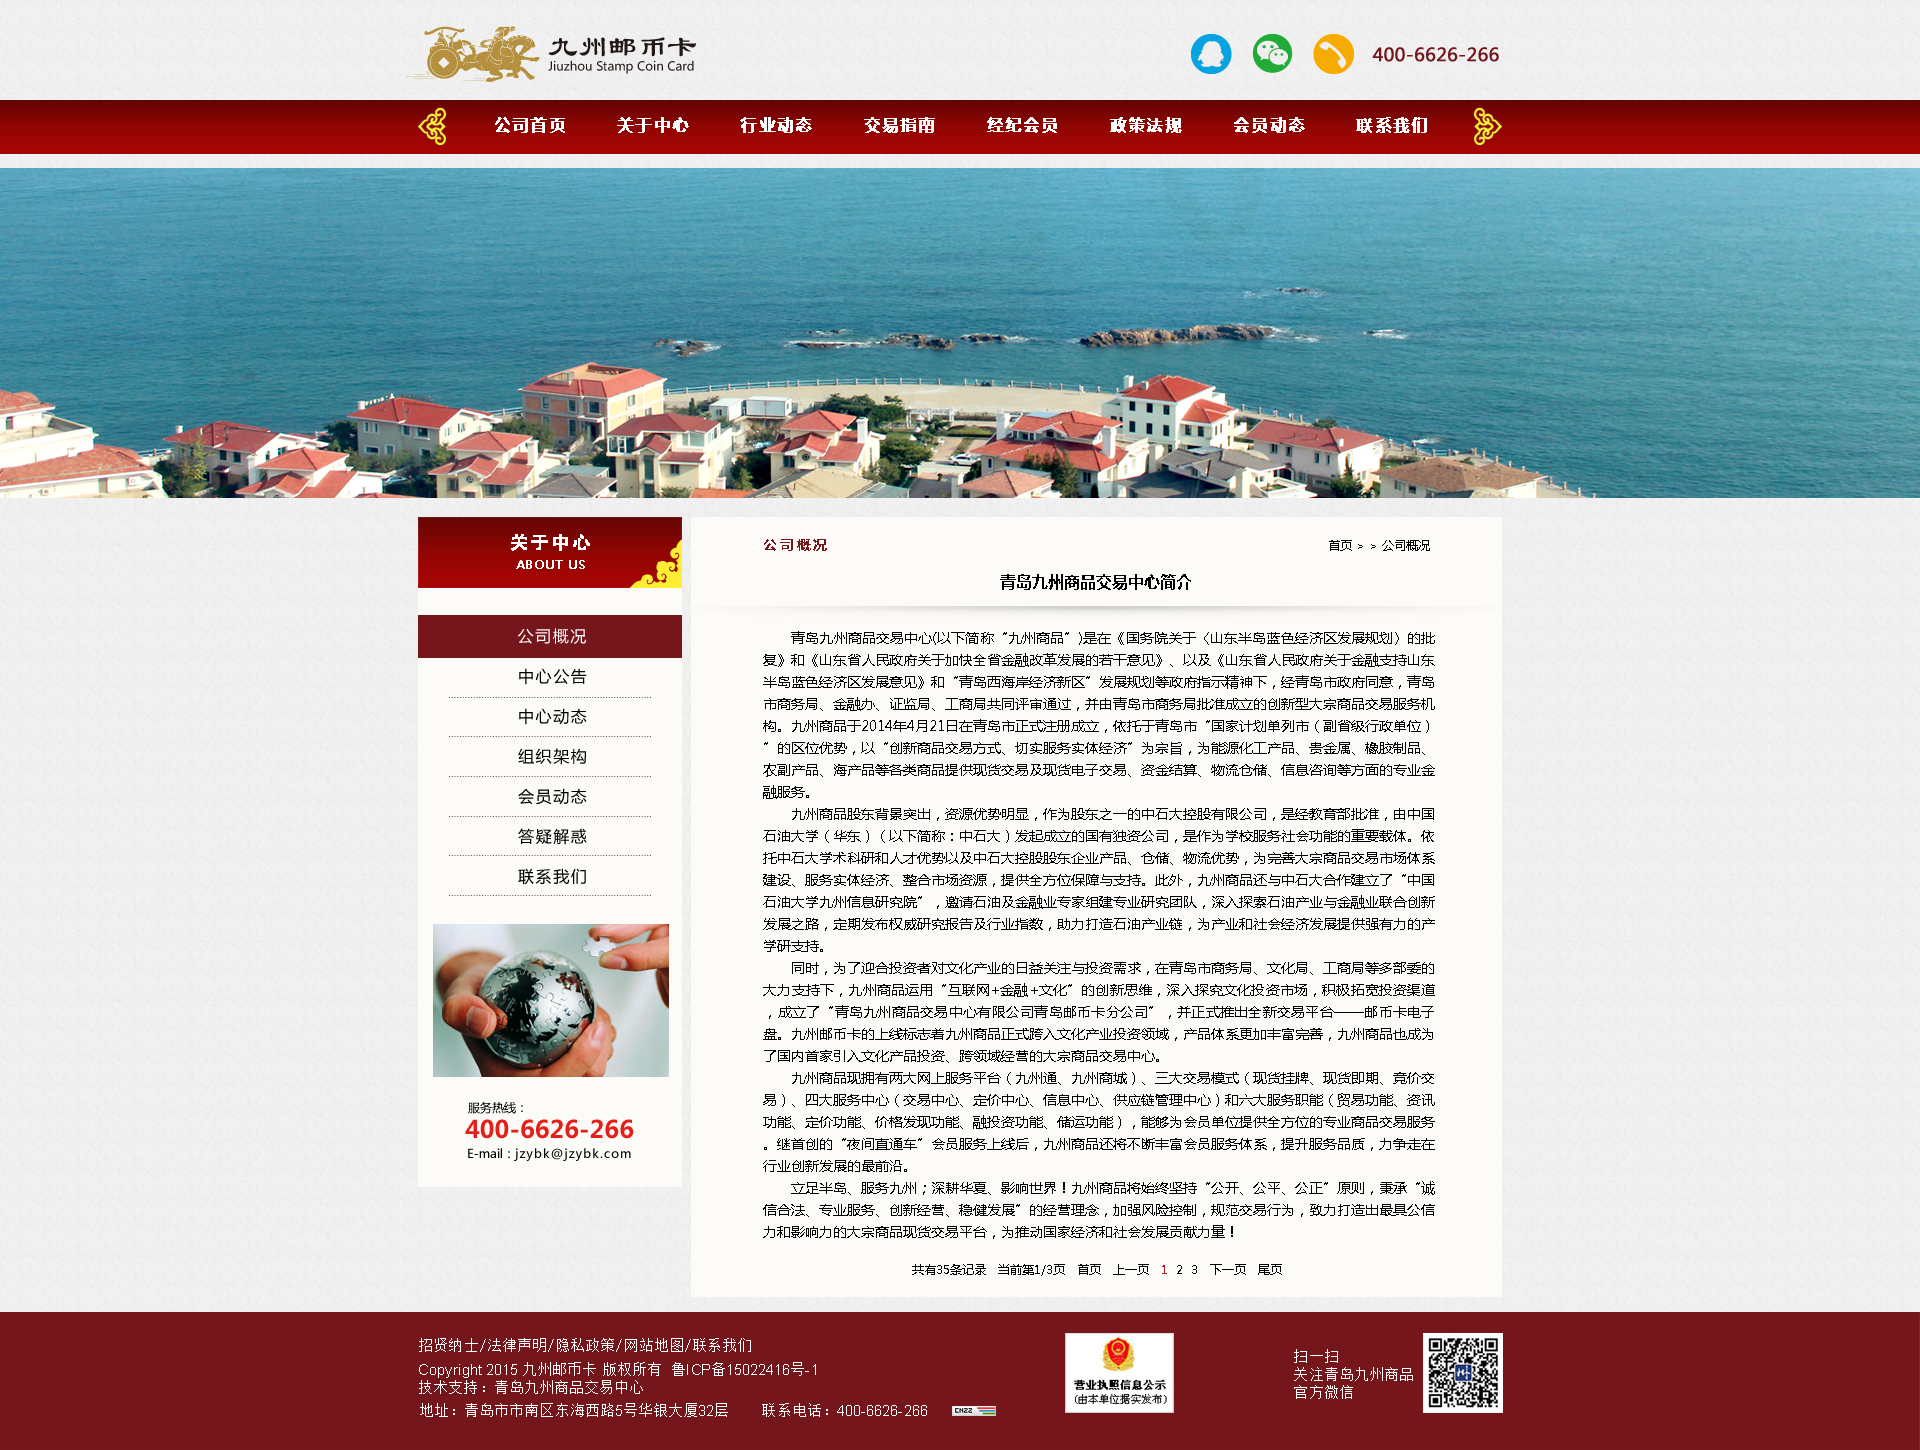 九州邮币卡
Jiuzhou Stamp Coin Card
400-6626-266
公司首页 关于中心 行业动态 交易指南 经纪会员 政策法规 会员动态 联系我们
关于中心
ABOUT US
公司概况
中心公告
中心动态
组织架构
会员动态
答疑解惑
联系我们
服务热线：
400-6626-266
E-mail : jzybk@jzybk.com
公司概况
首页 > > 公司概况
青岛九州商品交易中心简介
青岛九州商品交易中心(以下简称“九州商品”)是在《国务院关于〈山东半岛蓝色经济区发展规划〉的批
复》和《山东省人民政府关于加快全省金融改革发展的若干意见》、以及《山东省人民政府关于金融支持山东
半岛蓝色经济区发展意见》和“青岛西海岸经济新区”发展规划等政府指示精神下，经青岛市政府同意，青岛
市商务局、金融办、证监局、工商局共同评审通过，并由青岛市商务局批准成立的创新型大宗商品交易服务机
构。九州商品于2014年4月21日在青岛市正式注册成立，依托于青岛市“国家计划单列市（副省级行政单位）
”的区位优势，以“创新商品交易方式、切实服务实体经济”为宗旨，为能源化工产品、贵金属、橡胶制品、
农副产品、海产品等各类商品提供现货交易及现货电子交易、资金结算、物流仓储、信息咨询等方面的专业金
融服务。
九州商品股东背景突出，资源优势明显，作为股东之一的中石大控股有限公司，是经教育部批准，由中国
石油大学（华东）（以下简称：中石大）发起成立的国有独资公司，是作为学校服务社会功能的重要载体。依
托中石大学术科研和人才优势以及中石大控股股东企业产品、仓储、物流优势，为完善大宗商品交易市场体系
建设、服务实体经济、整合市场资源，提供全方位保障与支持。此外，九州商品还与中石大合作建立了“中国
石油大学九州信息研究院”，邀请石油及金融业专家组建专业研究团队，深入探索石油产业与金融业联合创新
发展之路，定期发布权威研究报告及行业指数，助力打造石油产业链，为产业和社会经济发展提供强有力的产
学研支持。
同时，为了迎合投资者对文化产业的日益关注与投资需求，在青岛市商务局、文化局、工商局等多部委的
大力支持下，九州商品运用“互联网+金融+文化”的创新思维，深入探究文化投资市场，积极拓宽投资渠道
，成立了“青岛九州商品交易中心有限公司青岛邮币卡分公司”，并正式推出全新交易平台——邮币卡电子
盘。九州邮币卡的上线标志着九州商品正式跨入文化产业投资领域，产品体系更加丰富完善，九州商品也成为
了国内首家引入文化产品投资、跨领域经营的大宗商品交易中心。
九州商品现拥有两大网上服务平台（九州通、九州商城）、三大交易模式（现货挂牌、现货即期、竞价交
易）、四大服务中心（交易中心、定价中心、信息中心、供应链管理中心）和六大服务职能（贸易功能、资讯
功能、定价功能、价格发现功能、融投资功能、储运功能），能够为会员单位提供全方位的专业商品交易服务
。继首创的“夜间直通车”会员服务上线后，九州商品还将不断丰富会员服务体系，提升服务品质，力争走在
行业创新发展的最前沿。
立足半岛、服务九州；深耕华夏、影响世界！九州商品将始终坚持“公开、公平、公正”原则，秉承“诚
信合法、专业服务、创新经营、稳健发展”的经营理念，加强风险控制，规范交易行为，致力打造出最具公信
力和影响力的大宗商品现货交易平台，为推动国家经济和社会发展贡献力量！
共有35条记录 当前第1/3页 首页 上一页 1 2 3 下一页 尾页
招贤纳士/法律声明/隐私政策/网站地图/联系我们
Copyright 2015 九州邮币卡 版权所有 鲁ICP备15022416号-1
技术支持：青岛九州商品交易中心
地址：青岛市市南区东海西路5号华银大厦32层 联系电话：400-6626-266
CNZZ
营业执照信息公示
(由本单位据实发布)
扫一扫
关注青岛九州商品
官方微信